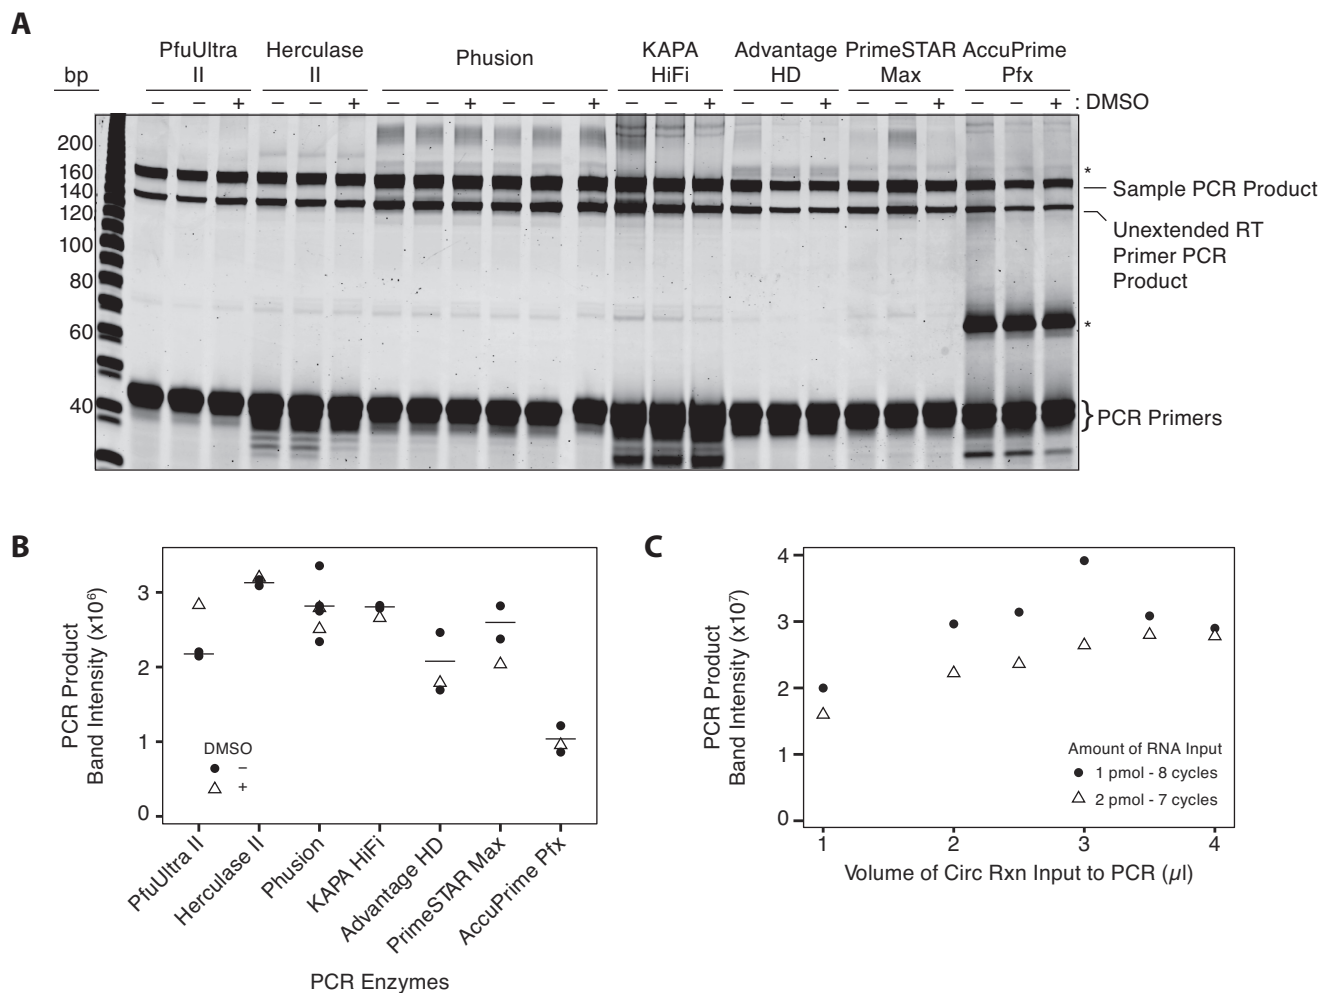 A
PfuUltra II
Herculase II
Phusion
KAPA HiFi
Advantage HD
PrimeSTAR Max
AccuPrime Pfx
bp
– – + – – + – – + – – + – – + – – + – – + – – + : DMSO
200
160
140
120
100
80
60
40
*
Sample PCR Product
Unextended RT
Primer PCR
Product
*
} PCR Primers
B
PCR Product
Band Intensity (x10⁶)
3
2
1
0
DMSO
–
+
PfuUltra II
Herculase II
Phusion
KAPA HiFi
Advantage HD
PrimeSTAR Max
AccuPrime Pfx
PCR Enzymes
C
PCR Product
Band Intensity (x10⁷)
4
3
2
1
0
Amount of RNA Input
1 pmol - 8 cycles
2 pmol - 7 cycles
1 2 3 4
Volume of Circ Rxn Input to PCR (µl)